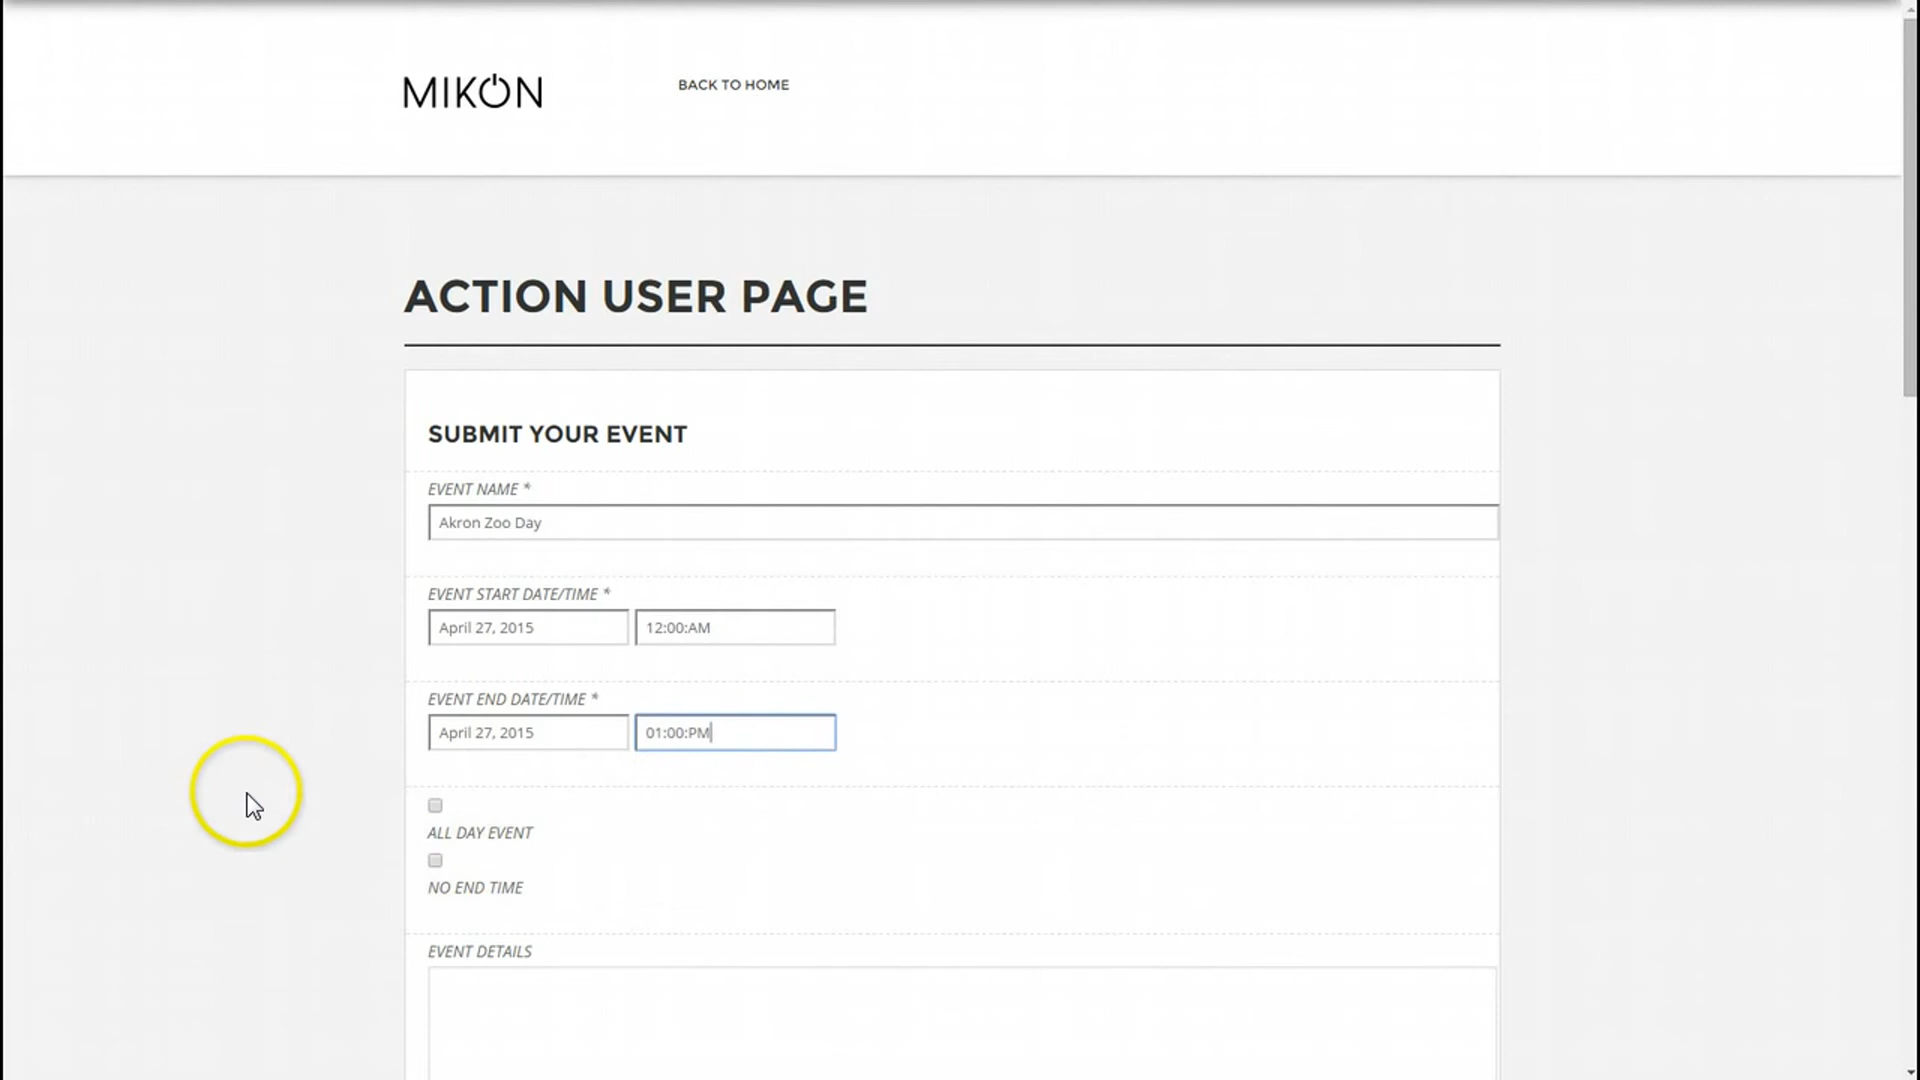 MIKON
BACK TO HOME
ACTION USER PAGE
SUBMIT YOUR EVENT
EVENT NAME *
Akron Zoo Day
EVENT START DATE/TIME *
April 27, 2015 12:00:AM
EVENT END DATE/TIME *
April 27, 2015 01:00:PM
ALL DAY EVENT
NO END TIME
EVENT DETAILS